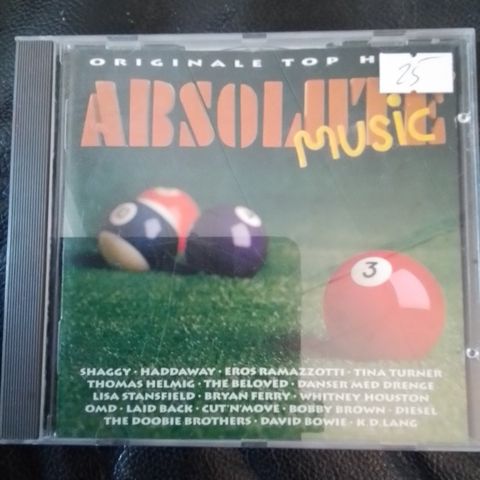 ORIGINALE TOP
25
ABSOLUTE
MUSIC
3
SHAGGY · HADDAWAY · EROS RAMAZZOTTI · TINA TURNER
THOMAS HELMIG · THE BELOVED · DANSER MED DRENGE
LISA STANSFIELD · BRYAN FERRY · WHITNEY HOUSTON
OMD · LAID BACK · CUT'N'MOVE · BOBBY BROWN · DIESEL
THE DOOBIE BROTHERS · DAVID BOWIE · K.D. LANG